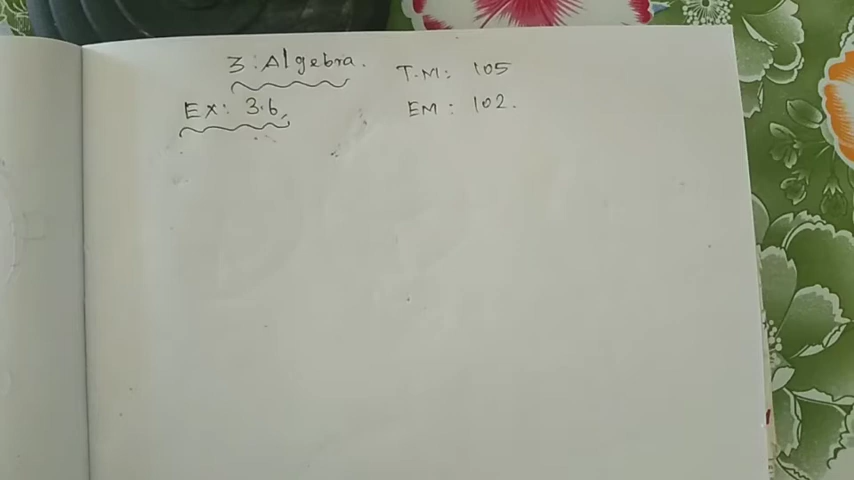 3 : Algebra.
T.M : 105
Ex : 3.6,
EM : 102.